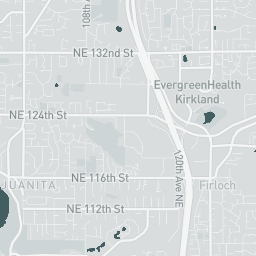 108th A
NE 132nd St
EvergreenHealth
Kirkland
NE 124th St
120th Ave NE
JUANITA
NE 116th St
Firloch
NE 112th St